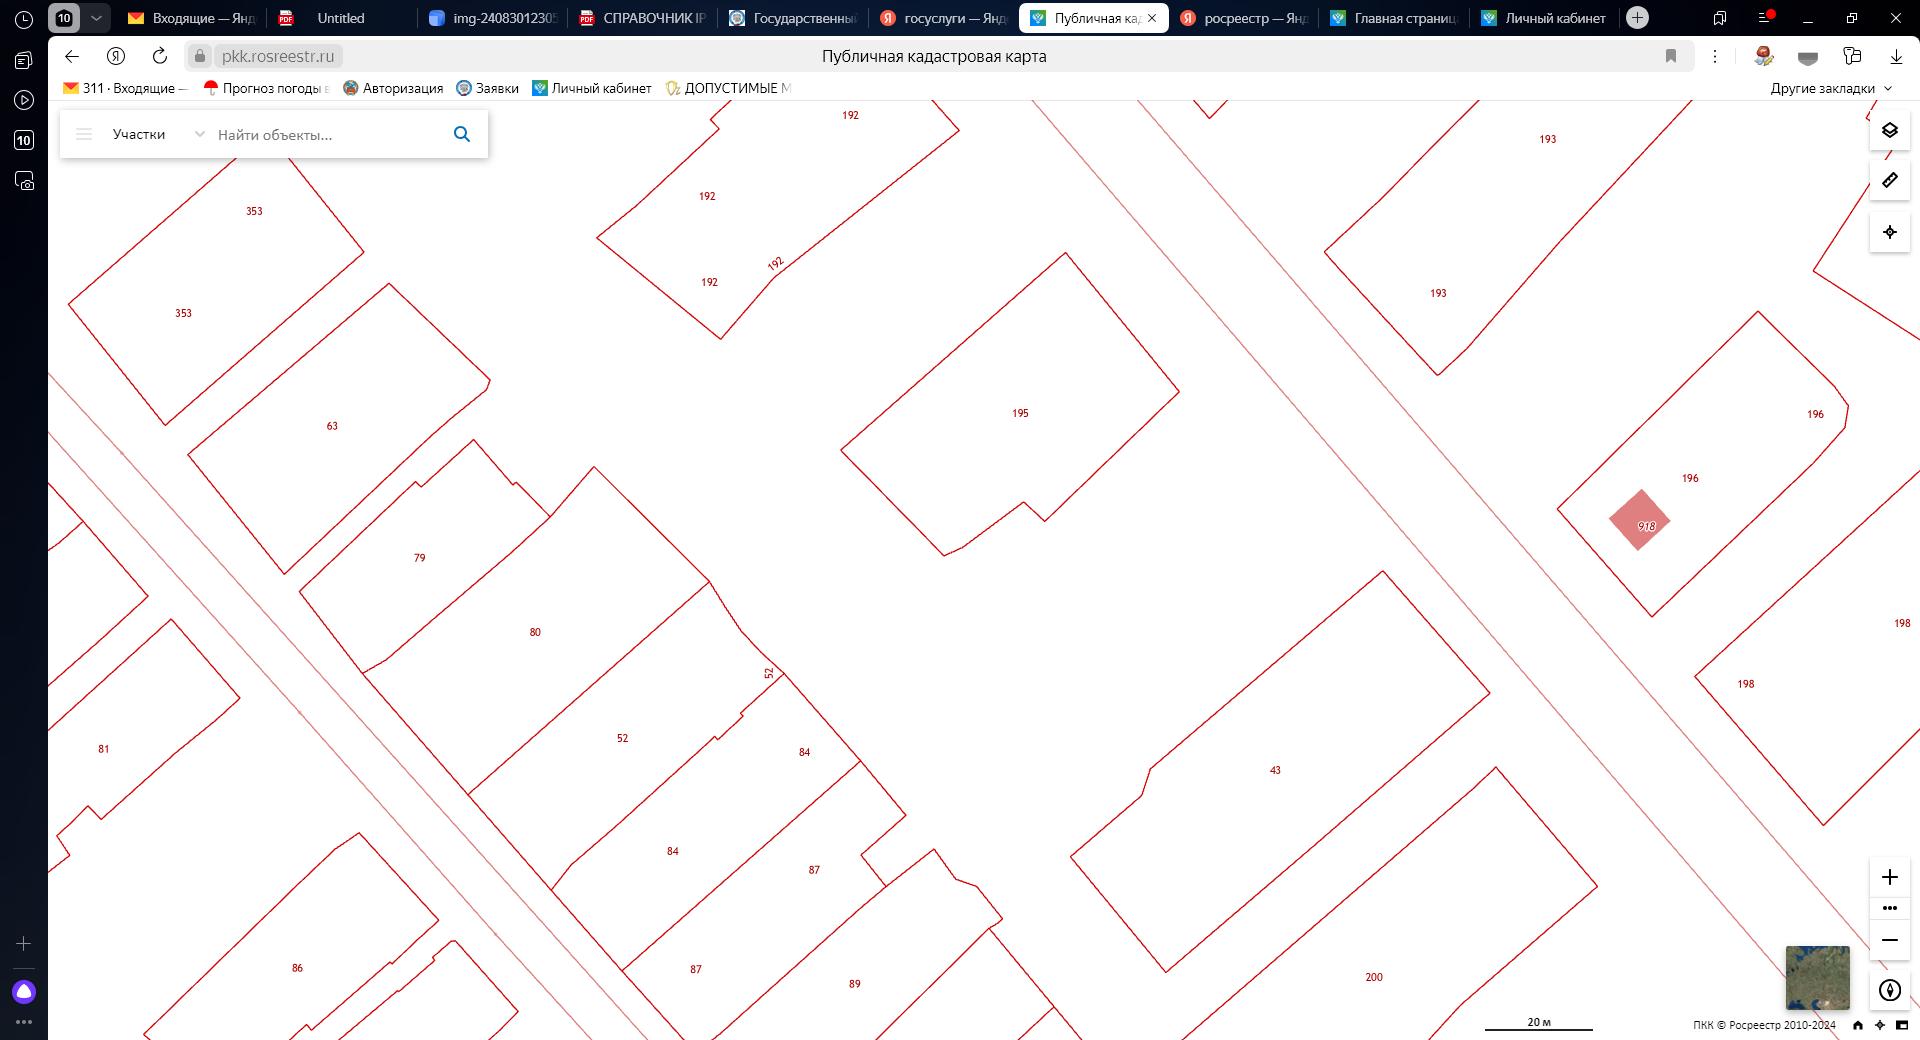 10
Входящие — Янд
Untitled
img-24083012305
СПРАВОЧНИК IP
Государственный
госуслуги — Янд
Публичная кад
росреестр — Янд
Главная страниц
Личный кабинет
pkk.rosreestr.ru
Публичная кадастровая карта
311 · Входящие —
Прогноз погоды в
Авторизация
Заявки
Личный кабинет
ДОПУСТИМЫЕ М
Другие закладки
10
Участки
Найти объекты...
192
193
192
353
192
192
193
353
195
196
63
196
918
79
198
80
198
52
52
81
84
43
84
87
86
87
89
200
20 м
ПКК © Росреестр 2010-2024